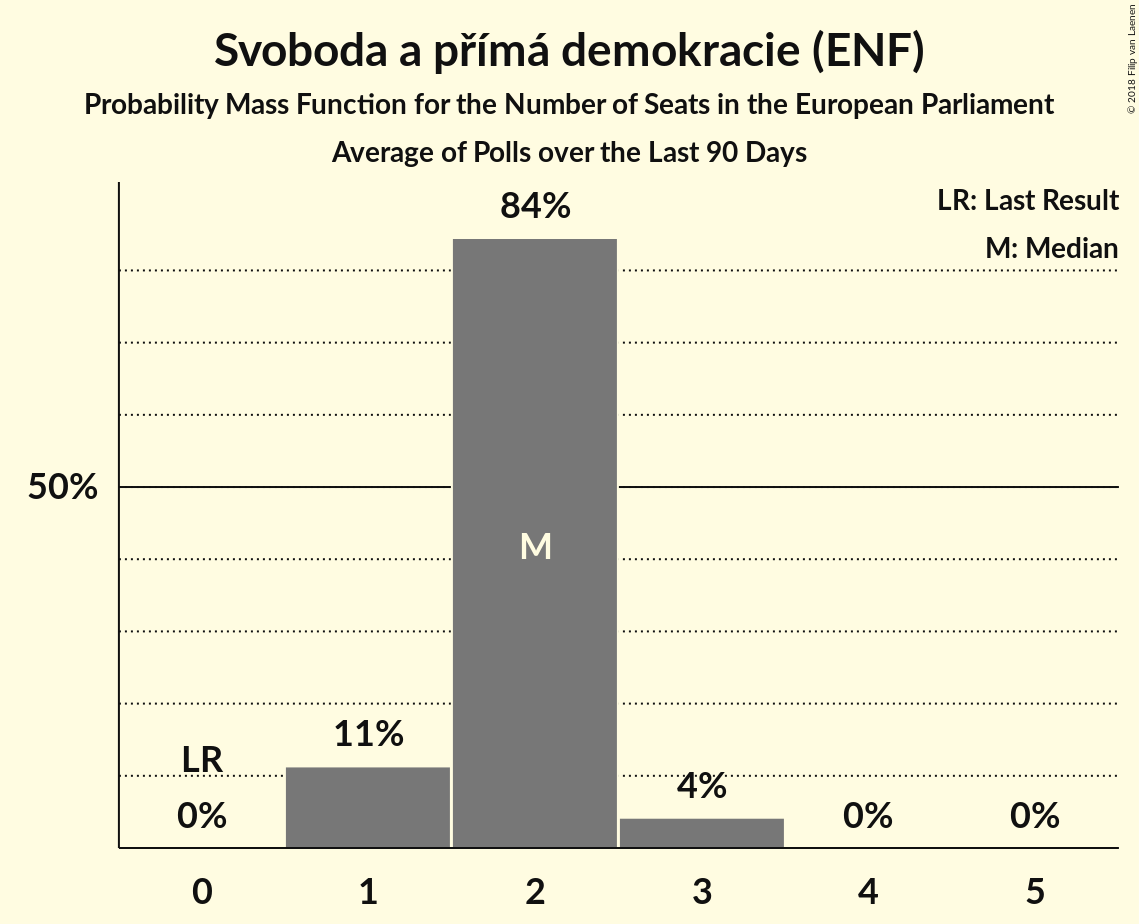 Svoboda a přímá demokracie (ENF)
Probability Mass Function for the Number of Seats in the European Parliament
Average of Polls over the Last 90 Days
© 2018 Filip van Laenen
LR: Last Result
M: Median
84%
50%
M
11%
LR
4%
0%
0%
0%
0
1
2
3
4
5